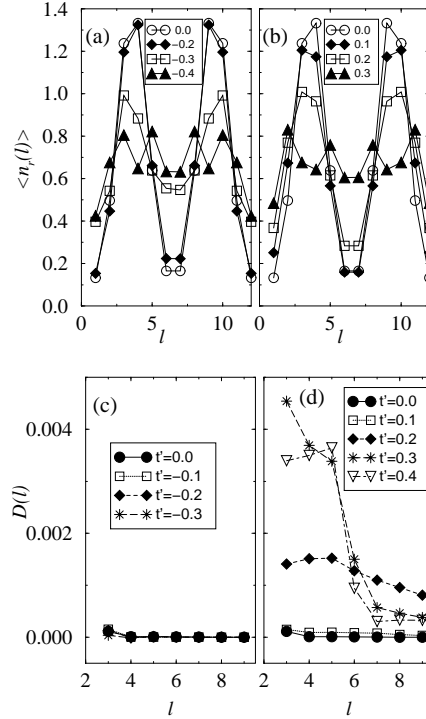 (a)
0.0
−0.2
−0.3
−0.4
(b)
0.0
0.1
0.2
0.3
1.4
1.2
1.0
0.8
0.6
0.4
0.2
0.0
<n_r(l)>
0 5 10
0 5 10
l l
(c)
t'=0.0
t'=−0.1
t'=−0.2
t'=−0.3
(d)
t'=0.0
t'=0.1
t'=0.2
t'=0.3
t'=0.4
0.004
0.002
0.000
D(l)
2 4 6 8
2 4 6 8
l l